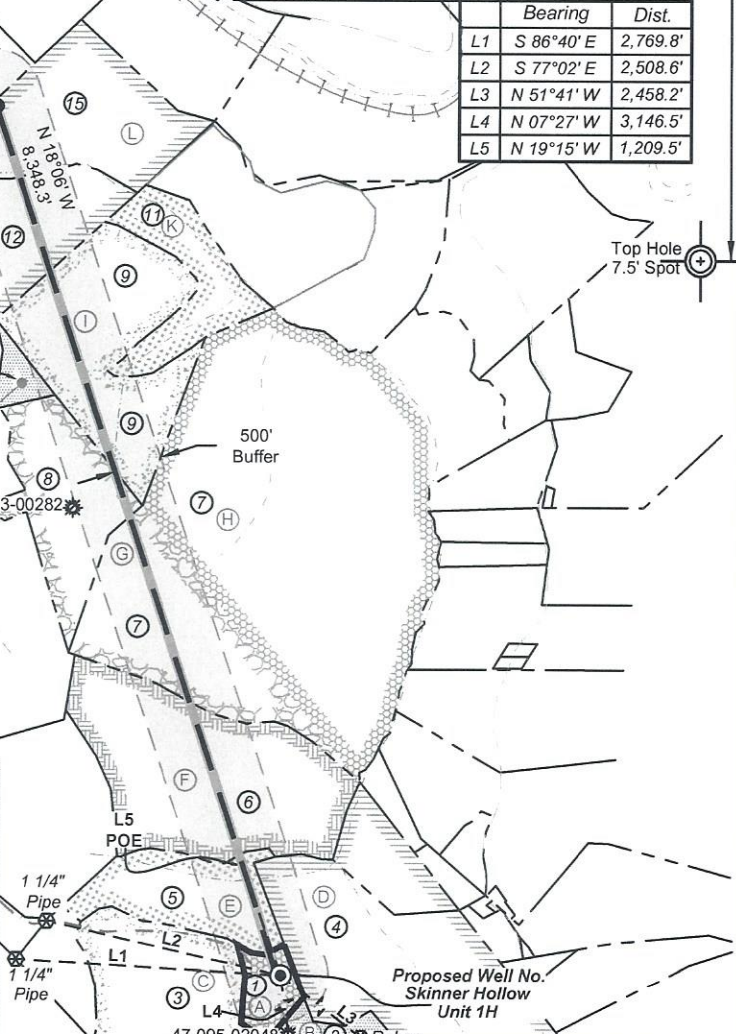 Bearing Dist.
L1 S 86°40' E 2,769.8'
L2 S 77°02' E 2,508.6'
L3 N 51°41' W 2,458.2'
L4 N 07°27' W 3,146.5'
L5 N 19°15' W 1,209.5'
15
L
N 18°06' W
8,348.3'
11
K
12
9
Top Hole
7.5' Spot
I
9
500'
Buffer
8
3-00282
7
H
G
7
F
6
L5
POE
1 1/4"
Pipe
5
E
D
4
L2
L1
1 1/4"
Pipe
C
3
1
A
L4
L3
B
Proposed Well No.
Skinner Hollow
Unit 1H